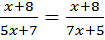 (x+8)/(5x+7) = (x+8)/(7x+5)